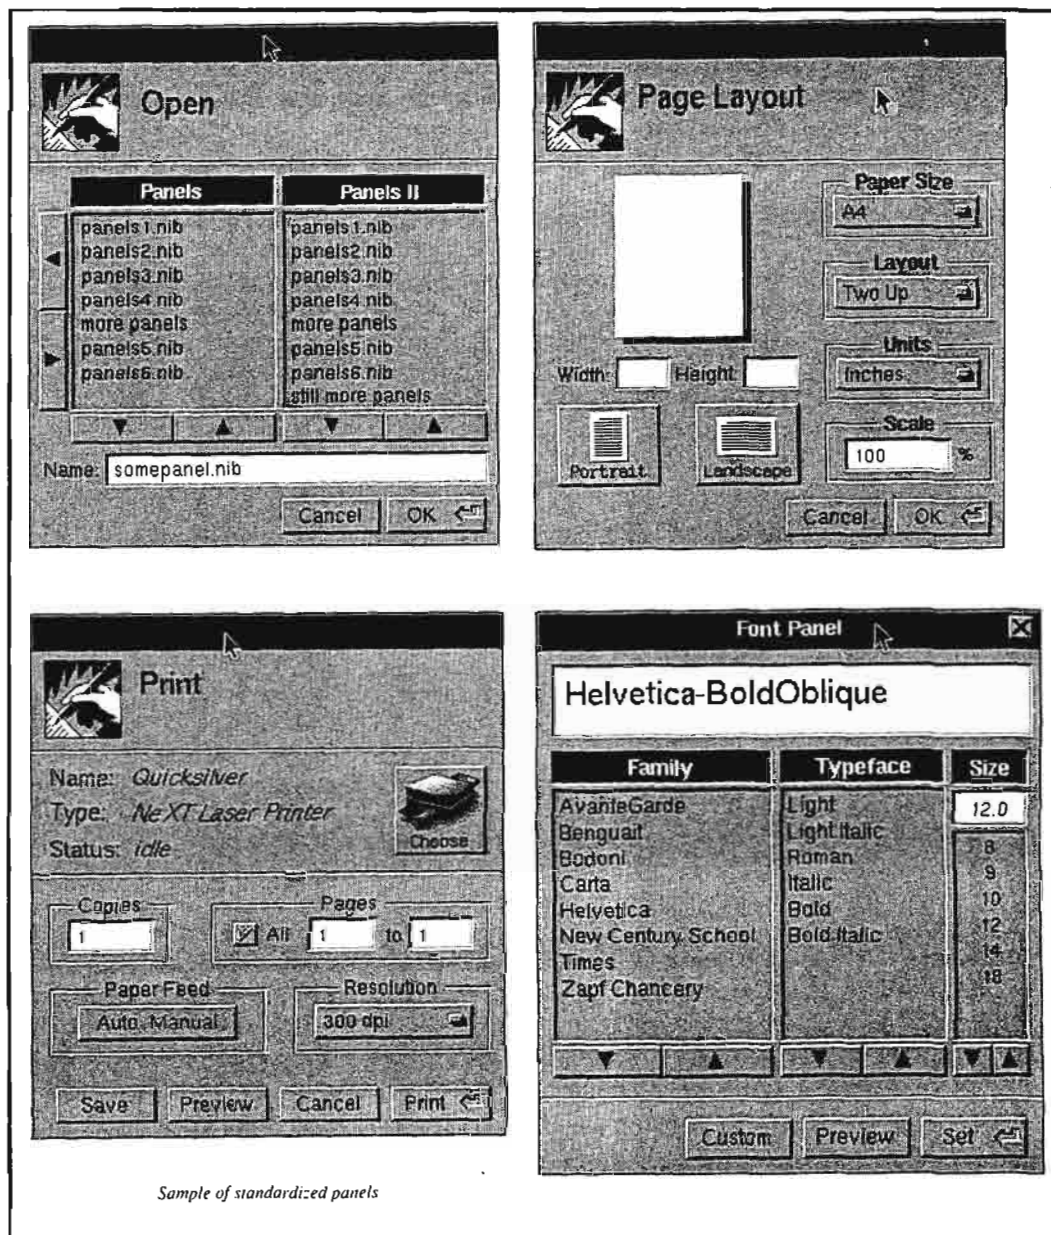 Open
Panels
panels1.nib
panels2.nib
panels3.nib
panels4.nib
more panels
panels5.nib
panels6.nib
Panels II
panels1.nib
panels2.nib
panels3.nib
panels4.nib
more panels
panels5.nib
panels6.nib
still more panels
Name: somepanel.nib
Cancel OK
Page Layout
Paper Size
A4
Layout
Two Up
Units
Inches
Width: Height:
Portrait Landscape
Scale
100 %
Cancel OK
Print
Name: Quicksilver
Type: NeXT Laser Printer
Status: idle
Choose
Copies
1
Pages
All 1 to 1
Paper Feed
Auto Manual
Resolution
300 dpi
Save Preview Cancel Print
Font Panel
Helvetica-BoldOblique
Family
AvanteGarde
Benguait
Bodoni
Carta
Helvetica
New Century School
Times
Zapf Chancery
Typeface
Light
Light Italic
Roman
Italic
Bold
Bold Italic
Size
12.0
8
9
10
12
14
18
Custom Preview Set
Sample of standardized panels